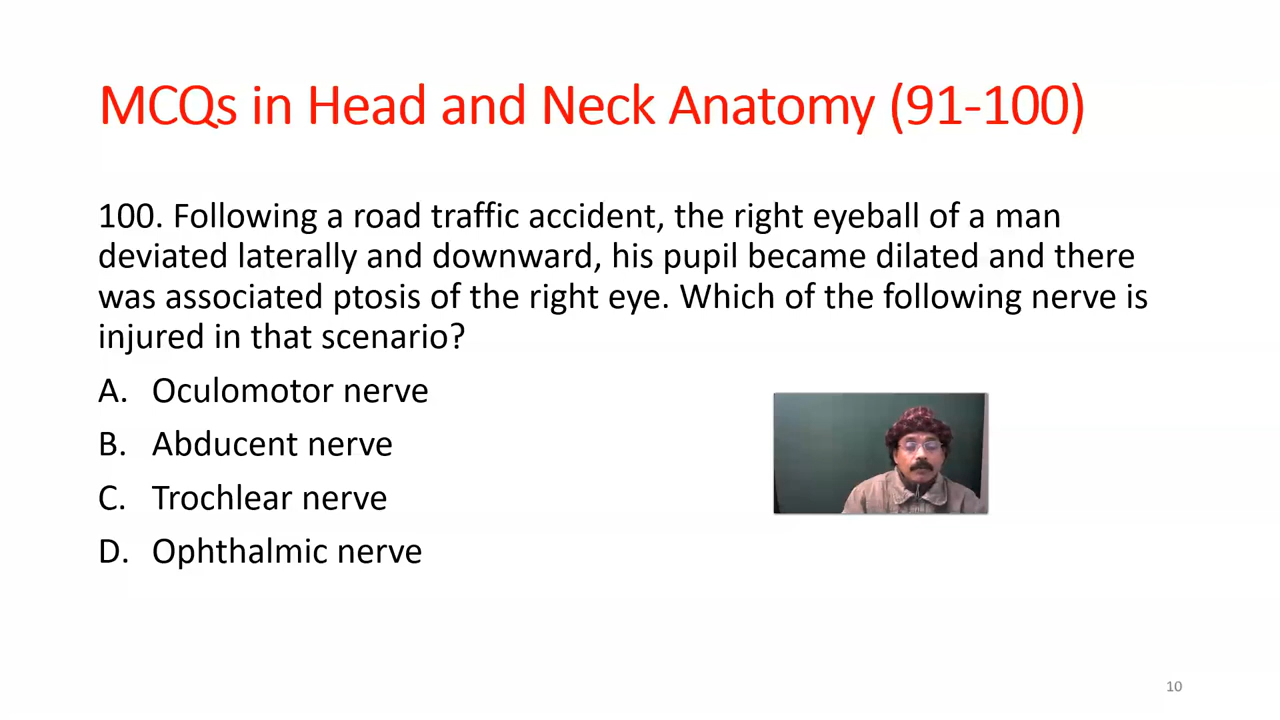 MCQs in Head and Neck Anatomy (91-100)
100. Following a road traffic accident, the right eyeball of a man
deviated laterally and downward, his pupil became dilated and there
was associated ptosis of the right eye. Which of the following nerve is
injured in that scenario?
A. Oculomotor nerve
B. Abducent nerve
C. Trochlear nerve
D. Ophthalmic nerve
10